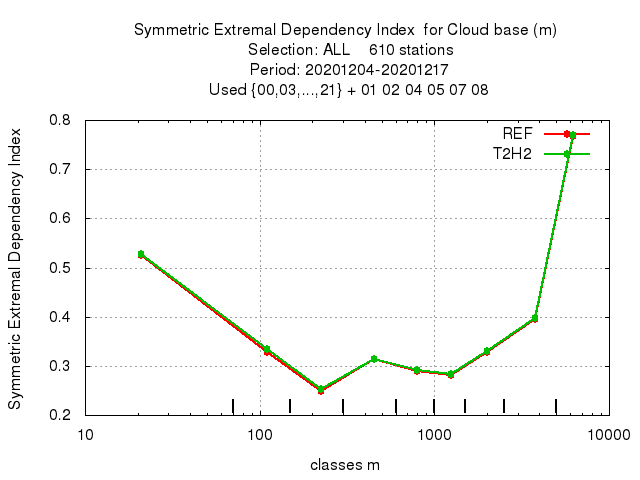 Symmetric Extremal Dependency Index  for Cloud base (m)
Selection: ALL    610 stations
Period: 20201204-20201217
Used {00,03,...,21} + 01 02 04 05 07 08
Symmetric Extremal Dependency Index
REF
T2H2
0.8
0.7
0.6
0.5
0.4
0.3
0.2
10 100 1000 10000
classes m